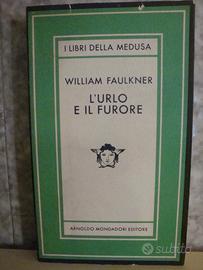 I LIBRI DELLA MEDUSA
WILLIAM FAULKNER
L'URLO
E IL FURORE
ARNOLDO MONDADORI EDITORE
subito